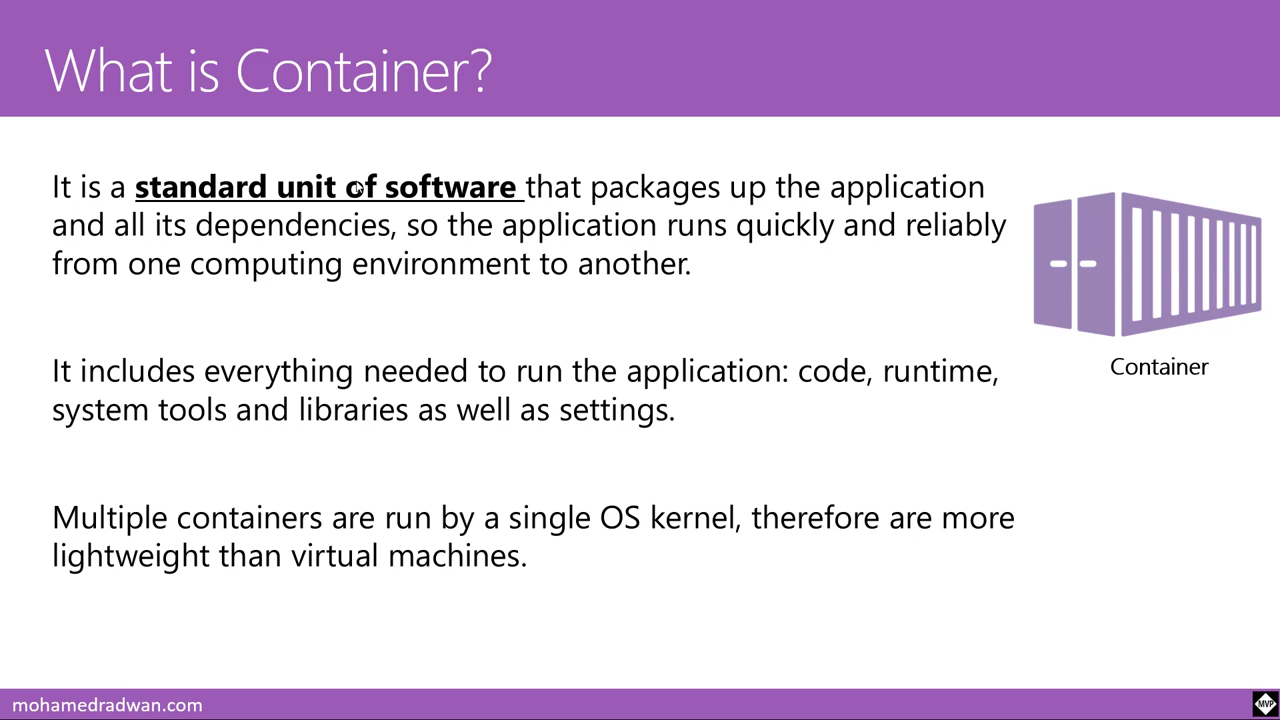 What is Container?
It is a standard unit of software that packages up the application
and all its dependencies, so the application runs quickly and reliably
from one computing environment to another.
Container
It includes everything needed to run the application: code, runtime,
system tools and libraries as well as settings.
Multiple containers are run by a single OS kernel, therefore are more
lightweight than virtual machines.
mohamedradwan.com
MVP